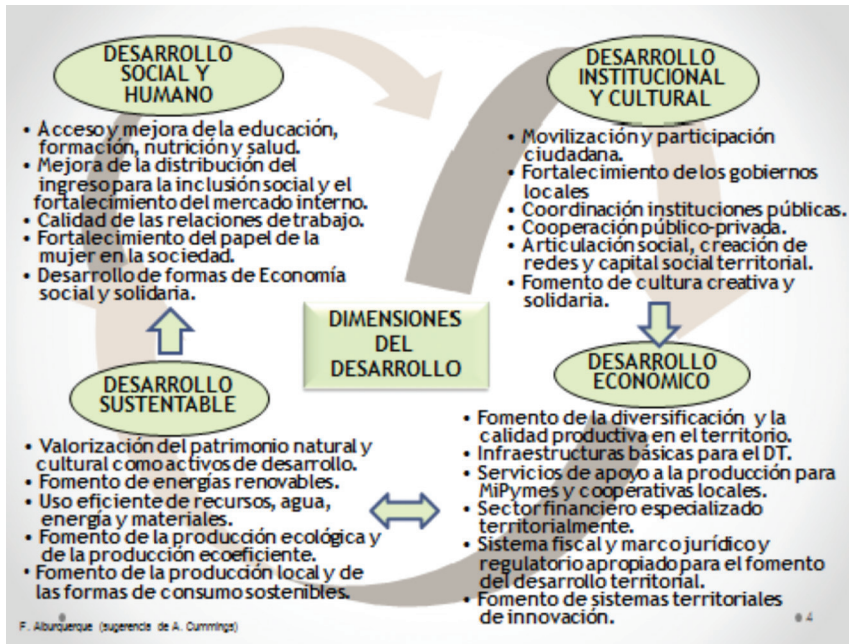 DESARROLLO
SOCIAL Y
HUMANO
• Acceso y mejora de la educación,
formación, nutrición y salud.
• Mejora de la distribución del
ingreso para la inclusión social y el
fortalecimiento del mercado interno.
• Calidad de las relaciones de trabajo.
• Fortalecimiento del papel de la
mujer en la sociedad.
• Desarrollo de formas de Economía
social y solidaria.
DESARROLLO
INSTITUCIONAL
Y CULTURAL
• Movilización y participación
ciudadana.
• Fortalecimiento de los gobiernos
locales
• Coordinación instituciones públicas.
• Cooperación público-privada.
• Articulación social, creación de
redes y capital social territorial.
• Fomento de cultura creativa y
solidaria.
DIMENSIONES
DEL
DESARROLLO
DESARROLLO
SUSTENTABLE
• Valorización del patrimonio natural y
cultural como activos de desarrollo.
• Fomento de energías renovables.
• Uso eficiente de recursos, agua,
energía y materiales.
• Fomento de la producción ecológica y
de la producción ecoeficiente.
• Fomento de la producción local y de
las formas de consumo sostenibles.
DESARROLLO
ECONÓMICO
• Fomento de la diversificación y la
calidad productiva en el territorio.
• Infraestructuras básicas para el DT.
• Servicios de apoyo a la producción para
MiPymes y cooperativas locales.
• Sector financiero especializado
territorialmente.
• Sistema fiscal y marco jurídico y
regulatorio apropiado para el fomento
del desarrollo territorial.
• Fomento de sistemas territoriales
de innovación.
F. Alburquerque (sugerencia de A. Cummings)
4